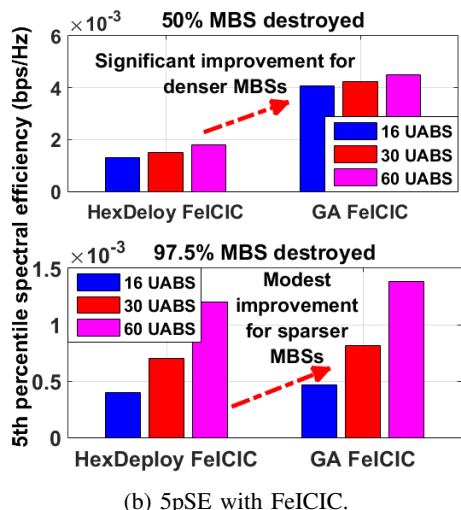 5th percentile spectral efficiency (bps/Hz)
×10⁻³
50% MBS destroyed
6
4
2
0
Significant improvement for
denser MBSs
16 UABS
30 UABS
60 UABS
HexDeloy FeICIC
GA FeICIC
×10⁻³
97.5% MBS destroyed
1.5
1
0.5
0
16 UABS
30 UABS
60 UABS
Modest
improvement
for sparser
MBSs
HexDeploy FeICIC
GA FeICIC
(b) 5pSE with FeICIC.